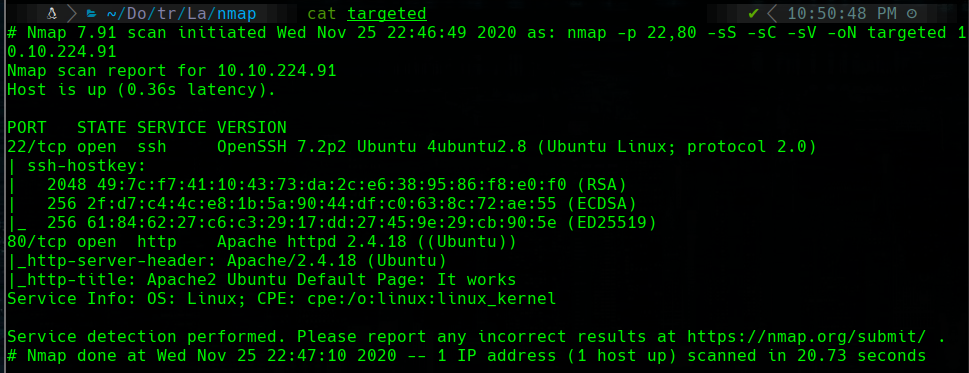 ~/Do/tr/La/nmap cat targeted ✔ 10:50:48 PM
# Nmap 7.91 scan initiated Wed Nov 25 22:46:49 2020 as: nmap -p 22,80 -sS -sC -sV -oN targeted 1
0.10.224.91
Nmap scan report for 10.10.224.91
Host is up (0.36s latency).
PORT   STATE SERVICE VERSION
22/tcp open  ssh     OpenSSH 7.2p2 Ubuntu 4ubuntu2.8 (Ubuntu Linux; protocol 2.0)
| ssh-hostkey:
|   2048 49:7c:f7:41:10:43:73:da:2c:e6:38:95:86:f8:e0:f0 (RSA)
|   256 2f:d7:c4:4c:e8:1b:5a:90:44:df:c0:63:8c:72:ae:55 (ECDSA)
|_  256 61:84:62:27:c6:c3:29:17:dd:27:45:9e:29:cb:90:5e (ED25519)
80/tcp open  http    Apache httpd 2.4.18 ((Ubuntu))
|_http-server-header: Apache/2.4.18 (Ubuntu)
|_http-title: Apache2 Ubuntu Default Page: It works
Service Info: OS: Linux; CPE: cpe:/o:linux:linux_kernel
Service detection performed. Please report any incorrect results at https://nmap.org/submit/ .
# Nmap done at Wed Nov 25 22:47:10 2020 -- 1 IP address (1 host up) scanned in 20.73 seconds